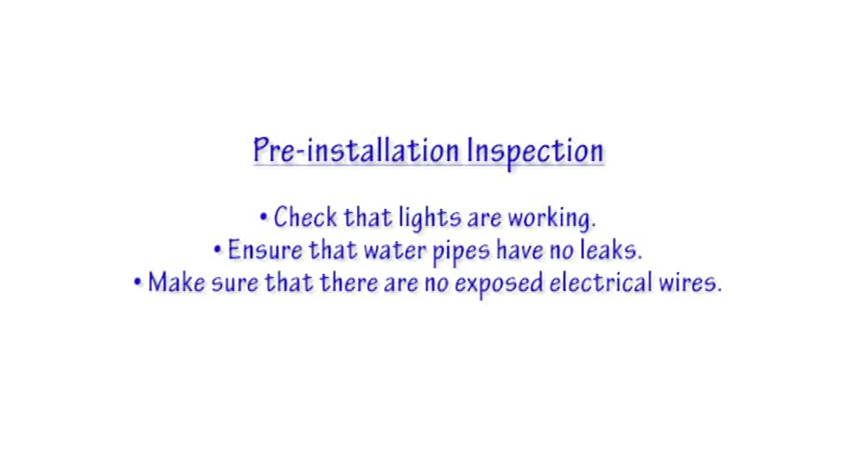 Pre-installation Inspection
• Check that lights are working.
• Ensure that water pipes have no leaks.
• Make sure that there are no exposed electrical wires.